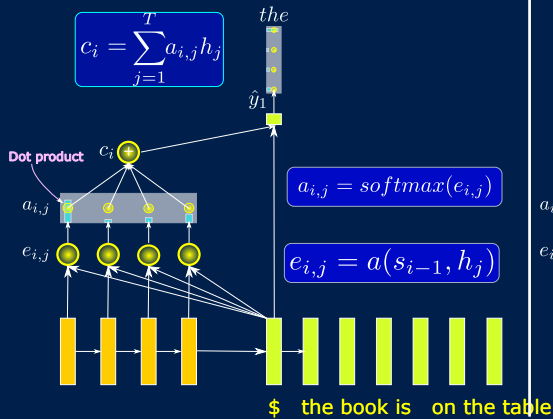 the
c_i = \sum_{j=1}^{T} a_{i,j} h_j
ŷ_1
c_i
+
Dot product
a_{i,j} = softmax(e_{i,j})
a_{i,j}
e_{i,j}
e_{i,j} = a(s_{i-1}, h_j)
$ the book is on the table